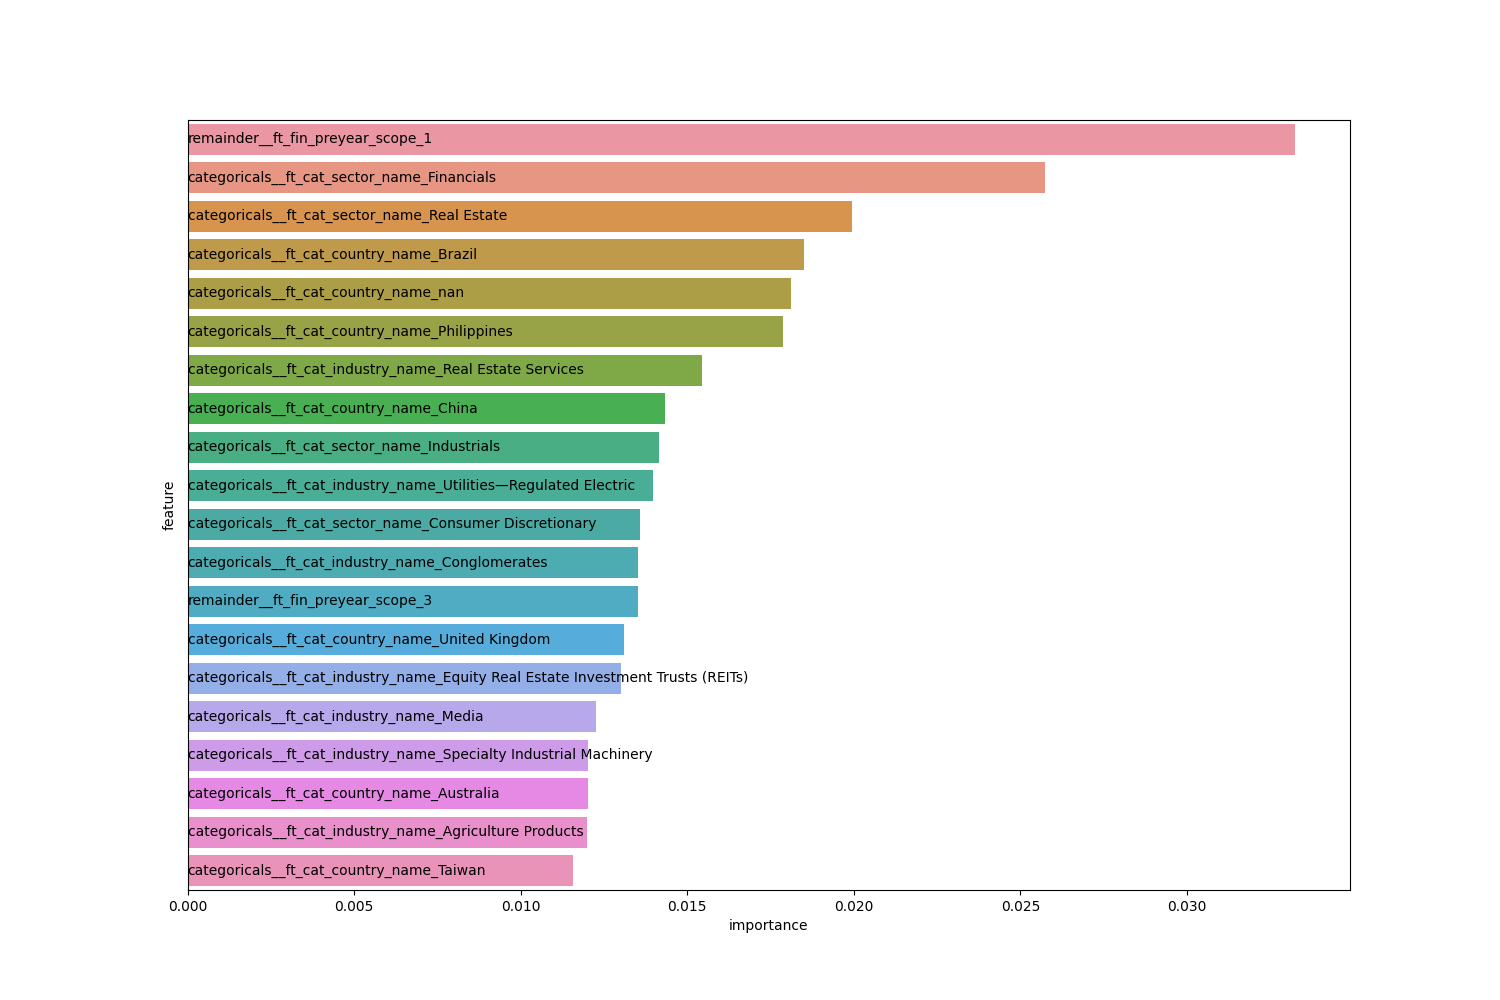 remainder__ft_fin_preyear_scope_1
categoricals__ft_cat_sector_name_Financials
categoricals__ft_cat_sector_name_Real Estate
categoricals__ft_cat_country_name_Brazil
categoricals__ft_cat_country_name_nan
categoricals__ft_cat_country_name_Philippines
categoricals__ft_cat_industry_name_Real Estate Services
categoricals__ft_cat_country_name_China
categoricals__ft_cat_sector_name_Industrials
categoricals__ft_cat_industry_name_Utilities—Regulated Electric
categoricals__ft_cat_sector_name_Consumer Discretionary
categoricals__ft_cat_industry_name_Conglomerates
remainder__ft_fin_preyear_scope_3
categoricals__ft_cat_country_name_United Kingdom
categoricals__ft_cat_industry_name_Equity Real Estate Investment Trusts (REITs)
categoricals__ft_cat_industry_name_Media
categoricals__ft_cat_industry_name_Specialty Industrial Machinery
categoricals__ft_cat_country_name_Australia
categoricals__ft_cat_industry_name_Agriculture Products
categoricals__ft_cat_country_name_Taiwan
feature
0.000 0.005 0.010 0.015 0.020 0.025 0.030
importance